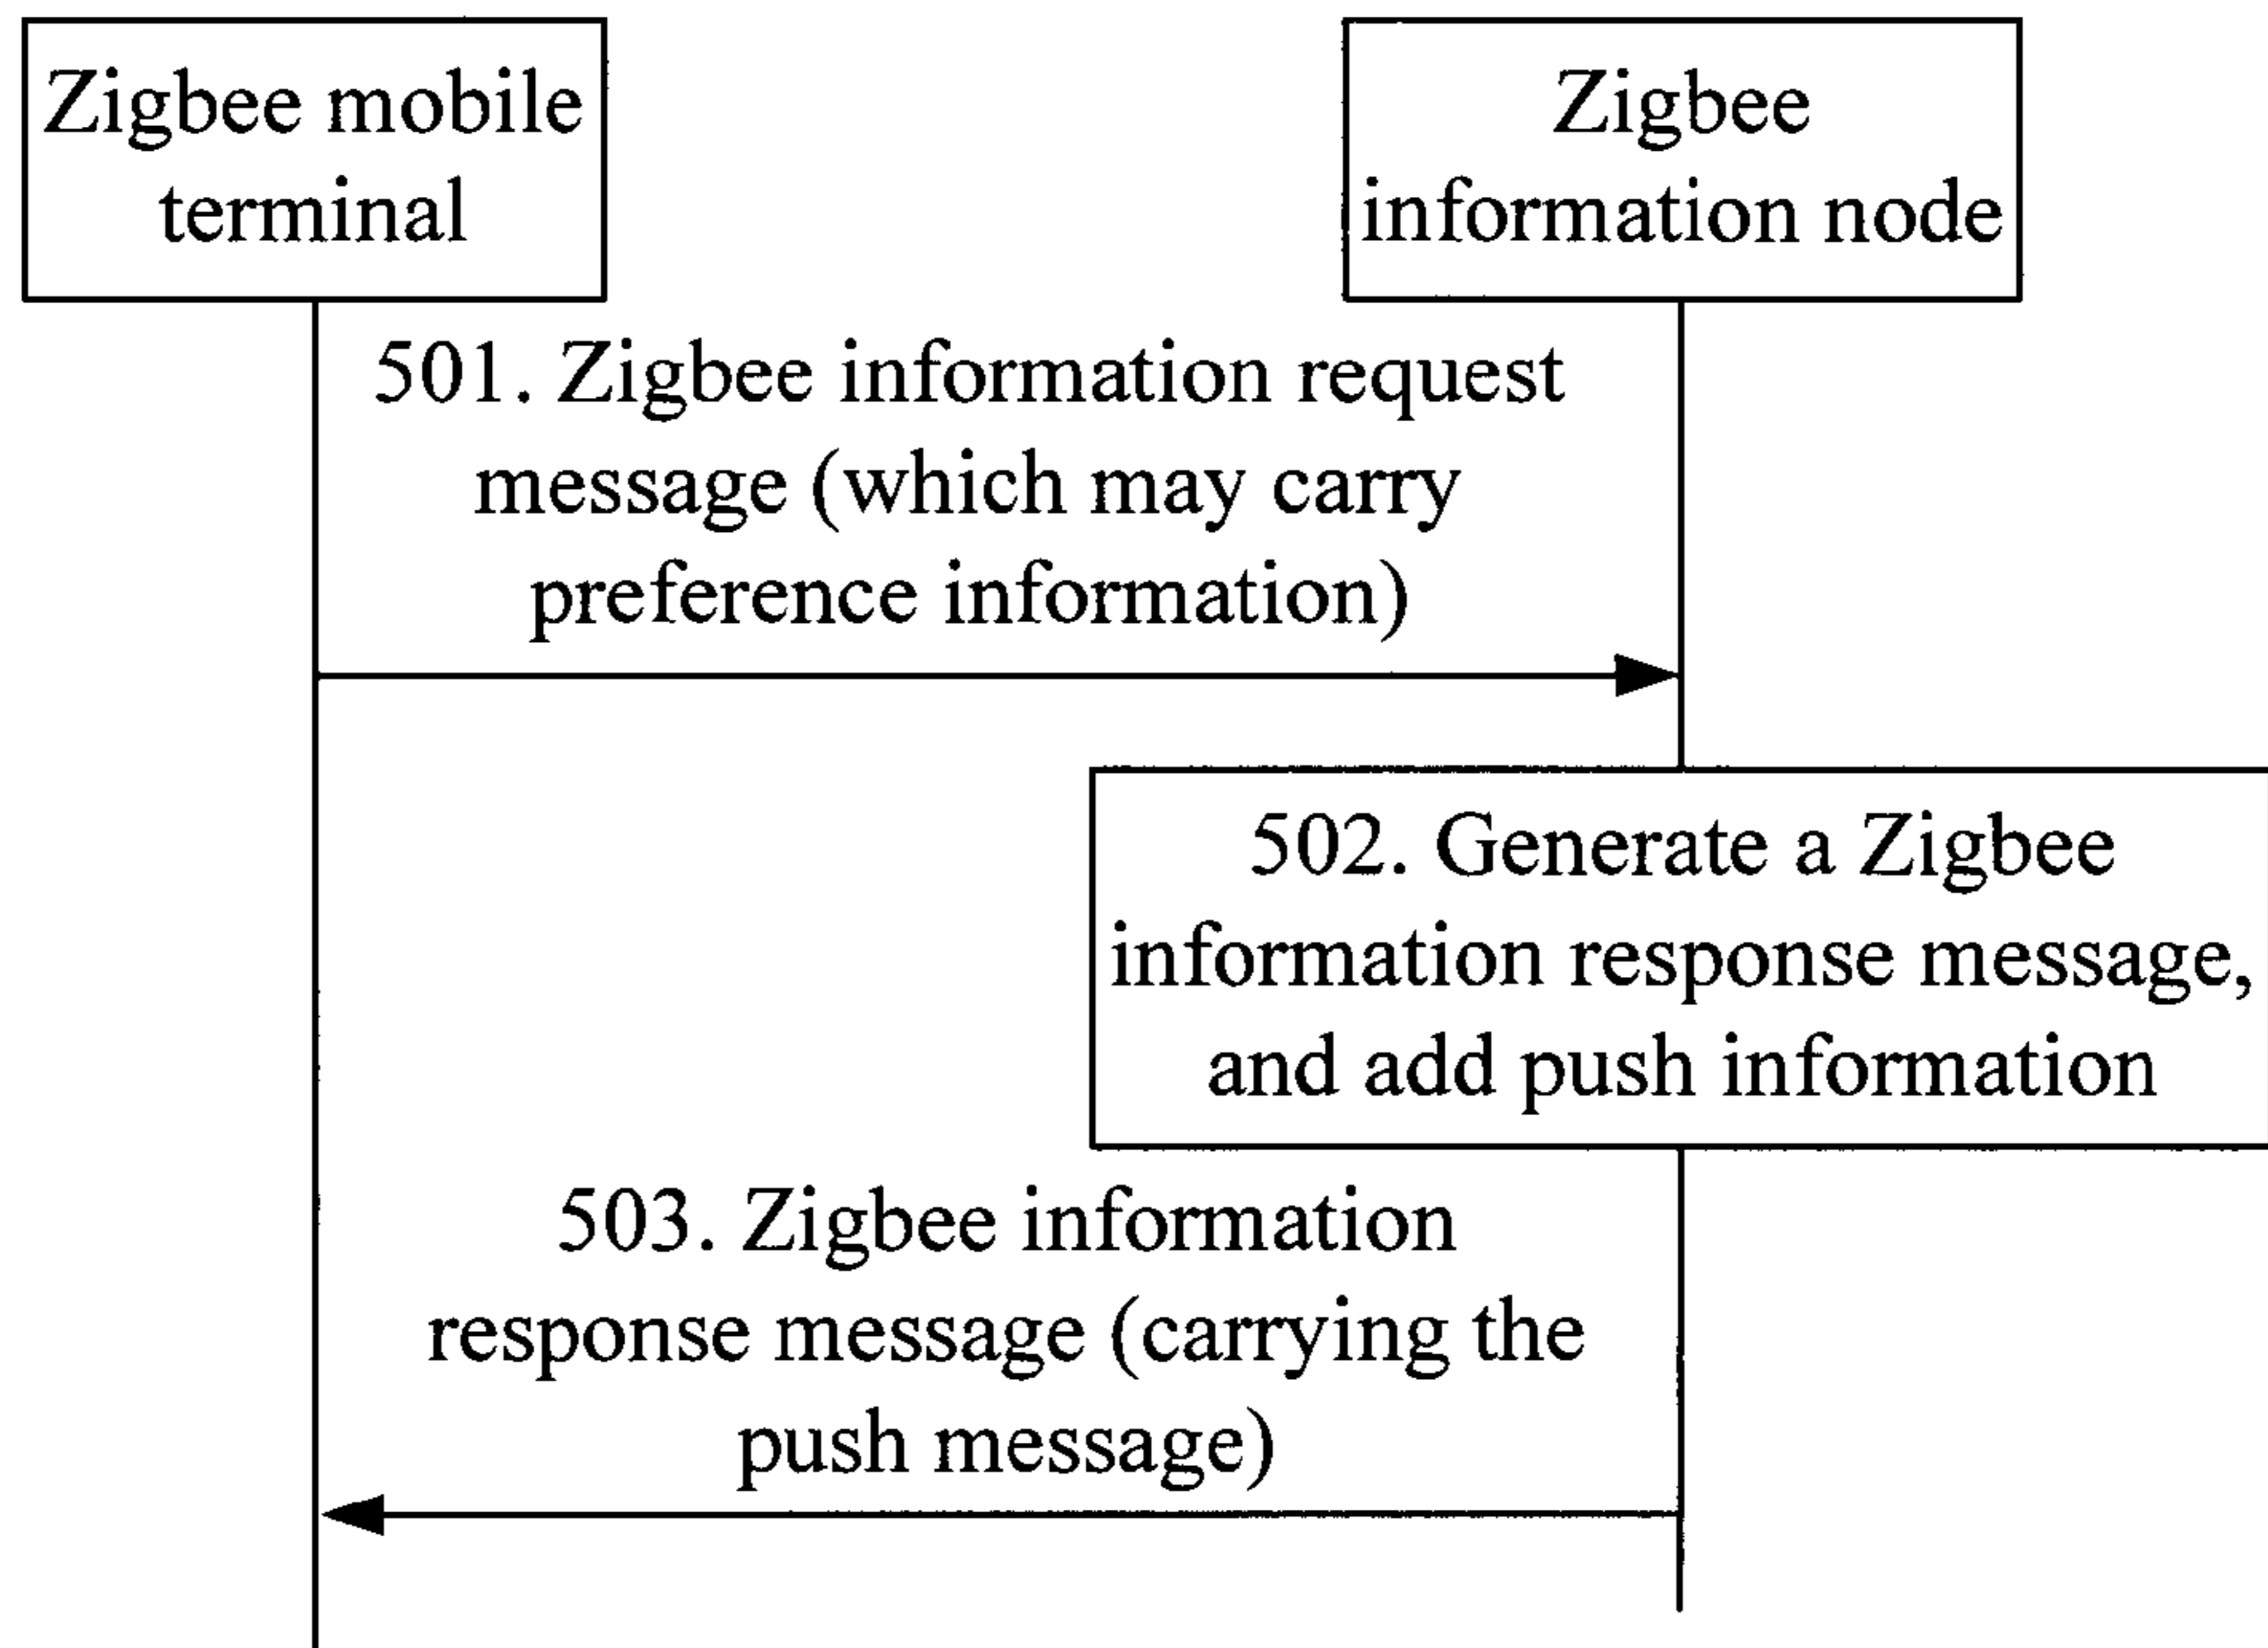 Zigbee mobile
terminal
Zigbee
information node
501. Zigbee information request
message (which may carry
preference information)
502. Generate a Zigbee
information response message,
and add push information
503. Zigbee information
response message (carrying the
push message)